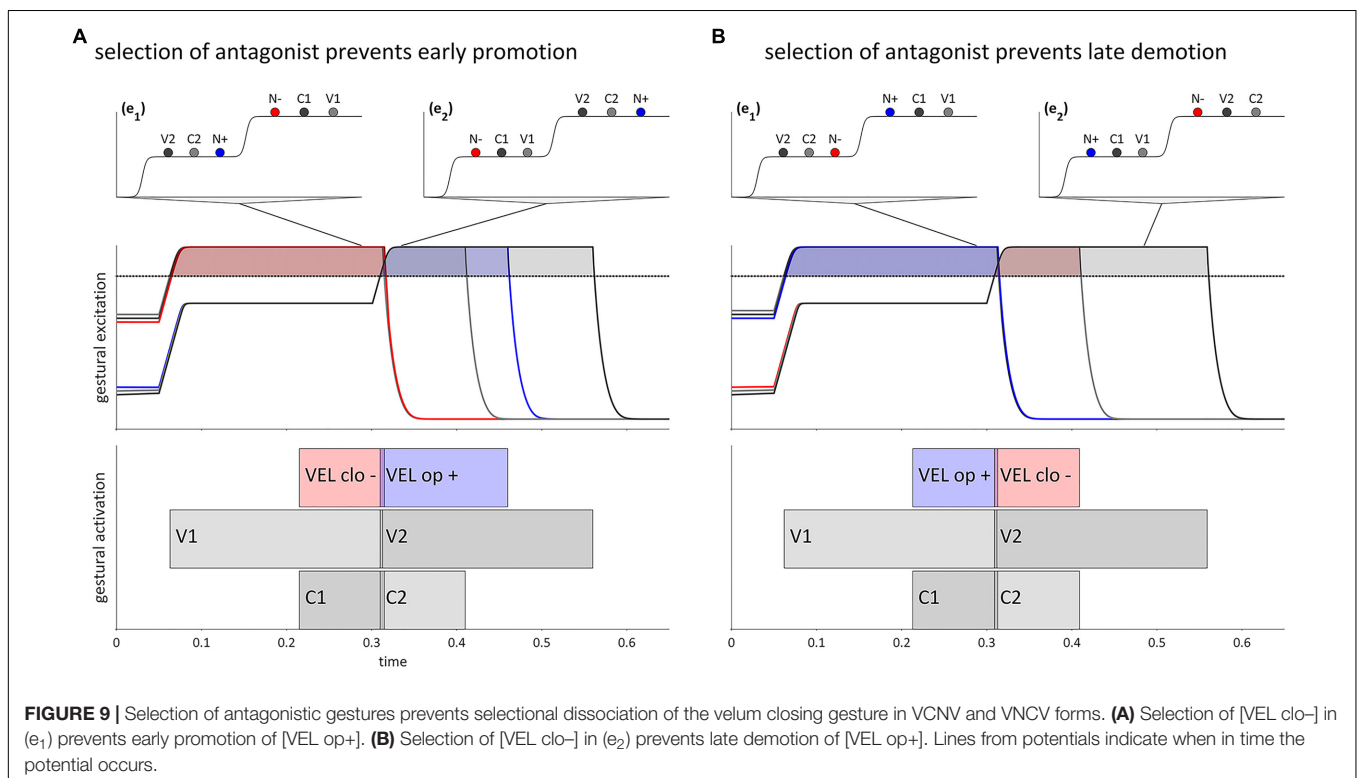 A
selection of antagonist prevents early promotion
(e1)
N- C1 V1
V2 C2 N+
(e2)
V2 C2 N+
N- C1 V1
gestural excitation
gestural activation
VEL clo - VEL op +
V1 V2
C1 C2
0 0.1 0.2 0.3 0.4 0.5 0.6
time
B
selection of antagonist prevents late demotion
(e1)
N+ C1 V1
V2 C2 N-
(e2)
N- V2 C2
N+ C1 V1
VEL op + VEL clo -
V1 V2
C1 C2
0 0.1 0.2 0.3 0.4 0.5 0.6
FIGURE 9 | Selection of antagonistic gestures prevents selectional dissociation of the velum closing gesture in VCNV and VNCV forms. (A) Selection of [VEL clo–] in
(e1) prevents early promotion of [VEL op+]. (B) Selection of [VEL clo–] in (e2) prevents late demotion of [VEL op+]. Lines from potentials indicate when in time the
potential occurs.